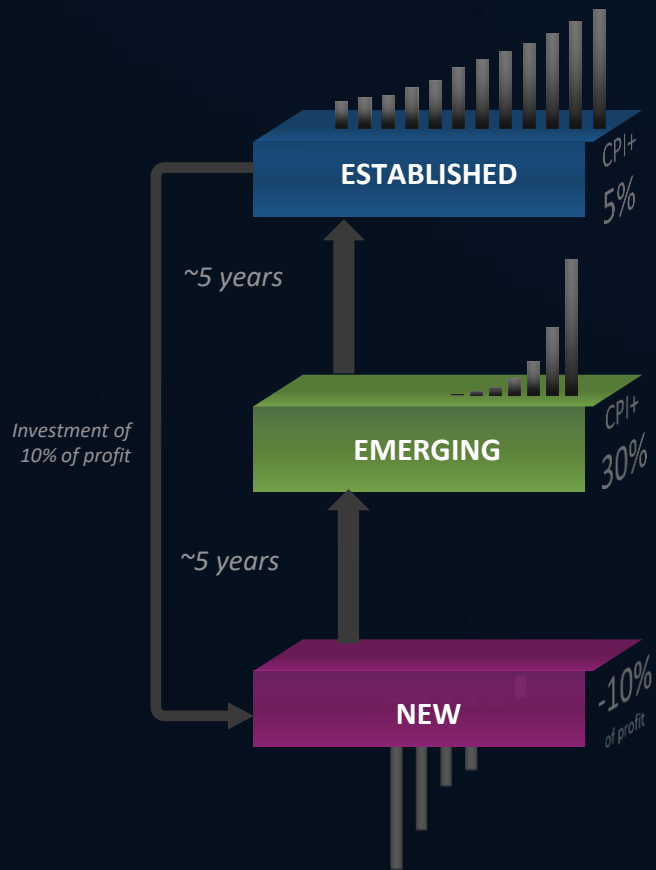 ESTABLISHED
CPI+
5%
~5 years
EMERGING
CPI+
30%
Investment of
10% of profit
~5 years
NEW
-10%
of profit